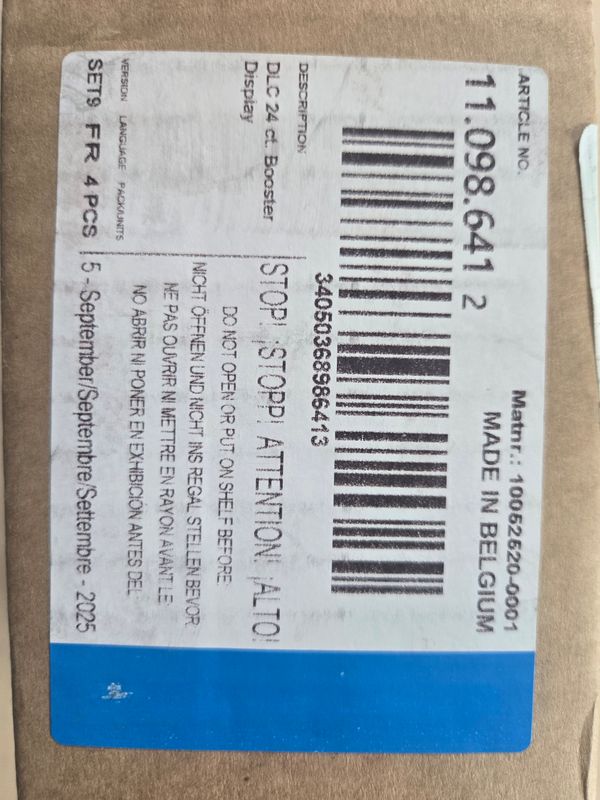 ARTICLE NO.
11.098.641 2
Matnr.: 10052520-0001
MADE IN BELGIUM
34050368986413
DESCRIPTION
DLC 24 ct. Booster
Display
STOP! ¡STOPP! ATTENTION! ¡ALTO!
DO NOT OPEN OR PUT ON SHELF BEFORE
NICHT ÖFFNEN UND NICHT INS REGAL STELLEN BEVOR
NE PAS OUVRIR NI METTRE EN RAYON AVANT LE
NO ABRIR NI PONER EN EXHIBICIÓN ANTES DEL
VERSION LANGUAGE PACK/UNITS
SET9 FR 4 PCS
5 - September/Septembre/Settembre - 2025